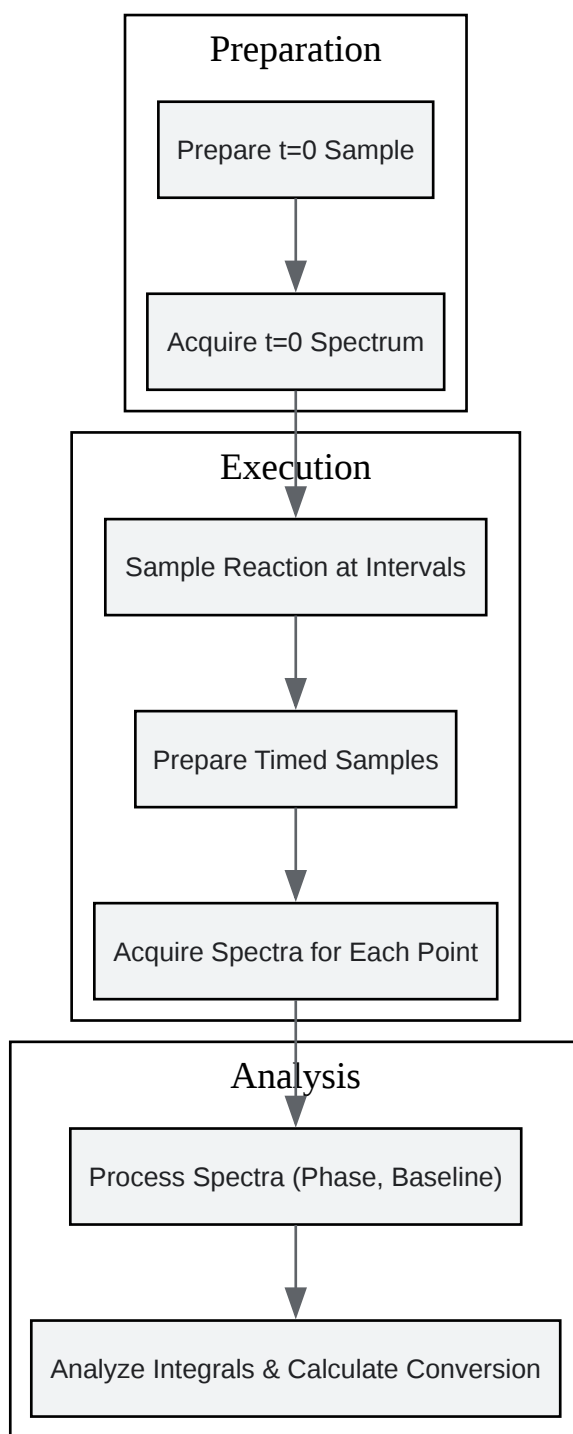 Preparation
Prepare t=0 Sample
Acquire t=0 Spectrum
Execution
Sample Reaction at Intervals
Prepare Timed Samples
Acquire Spectra for Each Point
Analysis
Process Spectra (Phase, Baseline)
Analyze Integrals & Calculate Conversion